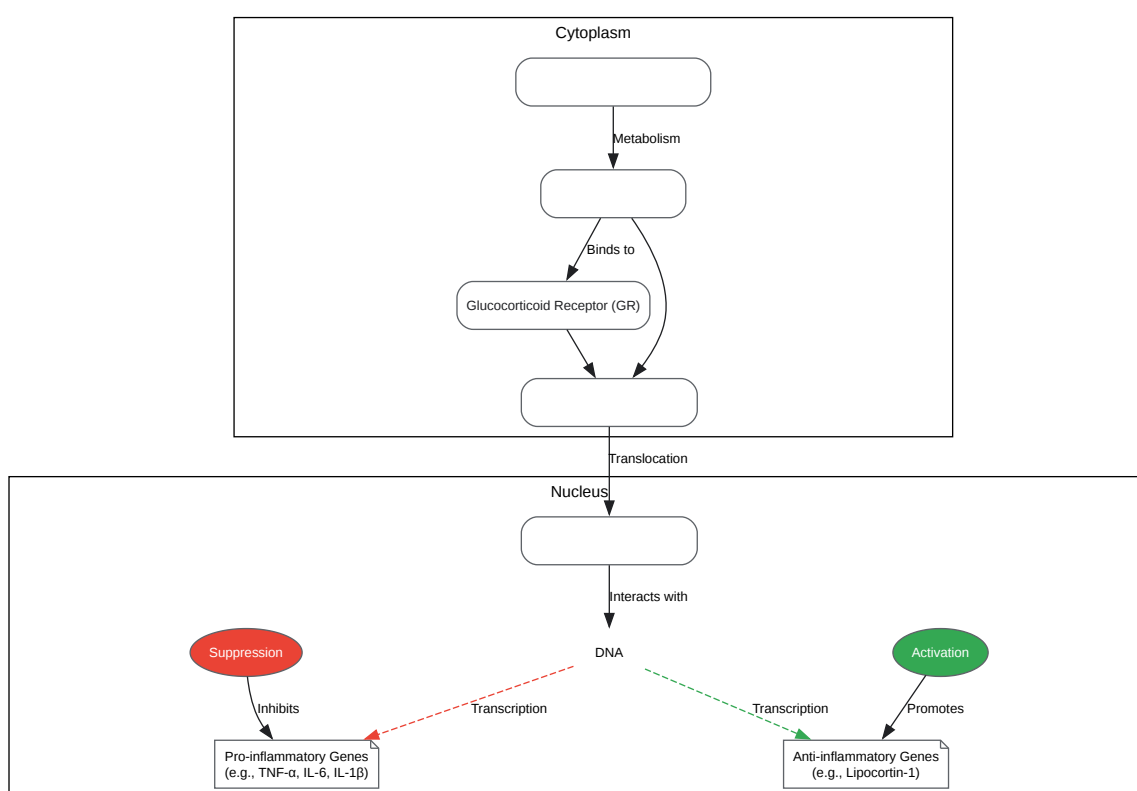 Cytoplasm
Metabolism
Binds to
Glucocorticoid Receptor (GR)
Translocation
Nucleus
Interacts with
Suppression
DNA
Activation
Inhibits
Transcription
Transcription
Promotes
Pro-inflammatory Genes
(e.g., TNF-α, IL-6, IL-1β)
Anti-inflammatory Genes
(e.g., Lipocortin-1)